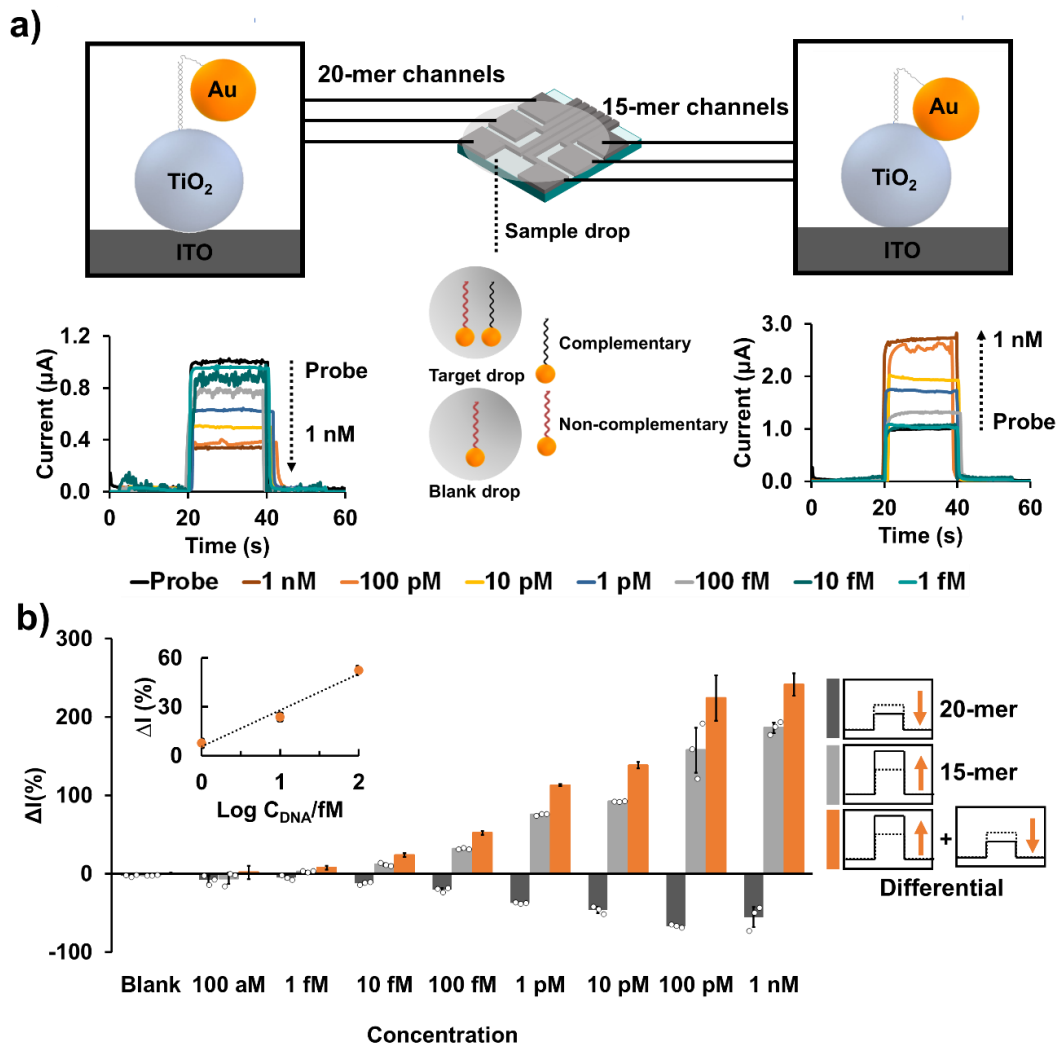 a)
20-mer channels
15-mer channels
Au
TiO₂
ITO
Au
TiO₂
ITO
Sample drop
Target drop
Blank drop
Complementary
Non-complementary
Current (µA)
1.2
0.8
0.4
0.0
0 20 40 60
Time (s)
Probe
1 nM
Current (µA)
3.0
2.0
1.0
0.0
0 20 40 60
Time (s)
1 nM
Probe
Probe 1 nM 100 pM 10 pM 1 pM 100 fM 10 fM 1 fM
b)
ΔI(%)
300
200
100
0
-100
ΔI (%)
60
30
0
0 1 2
Log C_DNA/fM
20-mer
15-mer
+
Differential
Blank 100 aM 1 fM 10 fM 100 fM 1 pM 10 pM 100 pM 1 nM
Concentration